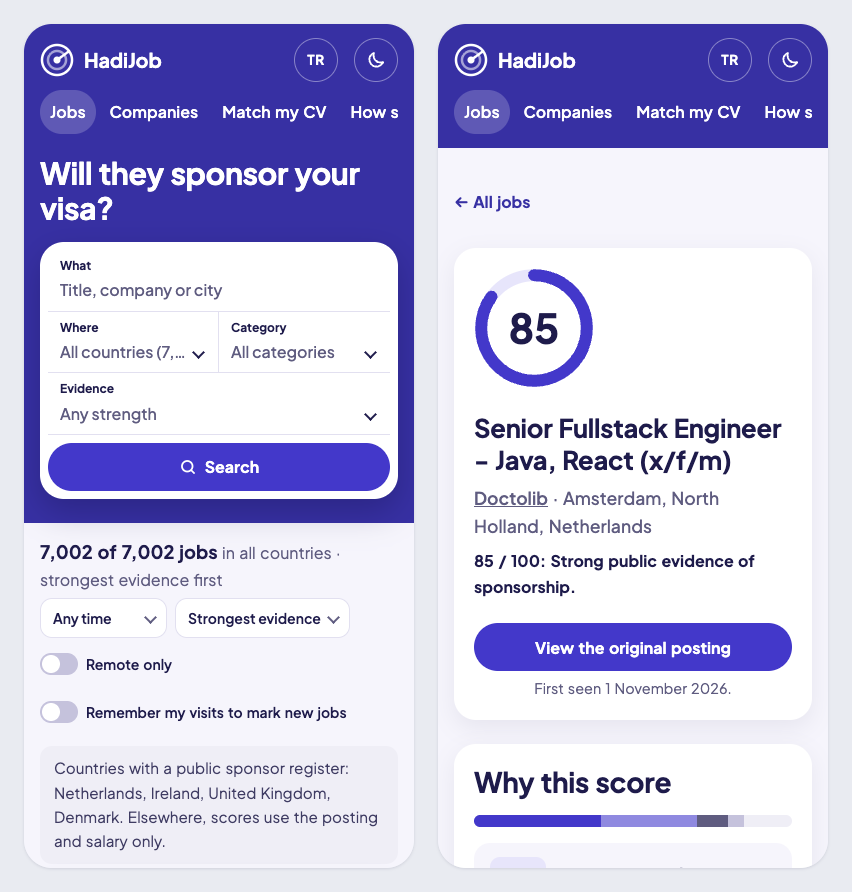 HadiJob
TR
Jobs
Companies
Match my CV
How s
Will they sponsor your
visa?
What
Title, company or city
Where
All countries (7,...
Category
All categories
Evidence
Any strength
Search
7,002 of 7,002 jobs in all countries ·
strongest evidence first
Any time
Strongest evidence
Remote only
Remember my visits to mark new jobs
Countries with a public sponsor register:
Netherlands, Ireland, United Kingdom,
Denmark. Elsewhere, scores use the posting
and salary only.
HadiJob
TR
Jobs
Companies
Match my CV
How s
← All jobs
85
Senior Fullstack Engineer
– Java, React (x/f/m)
Doctolib · Amsterdam, North
Holland, Netherlands
85 / 100: Strong public evidence of
sponsorship.
View the original posting
First seen 1 November 2026.
Why this score